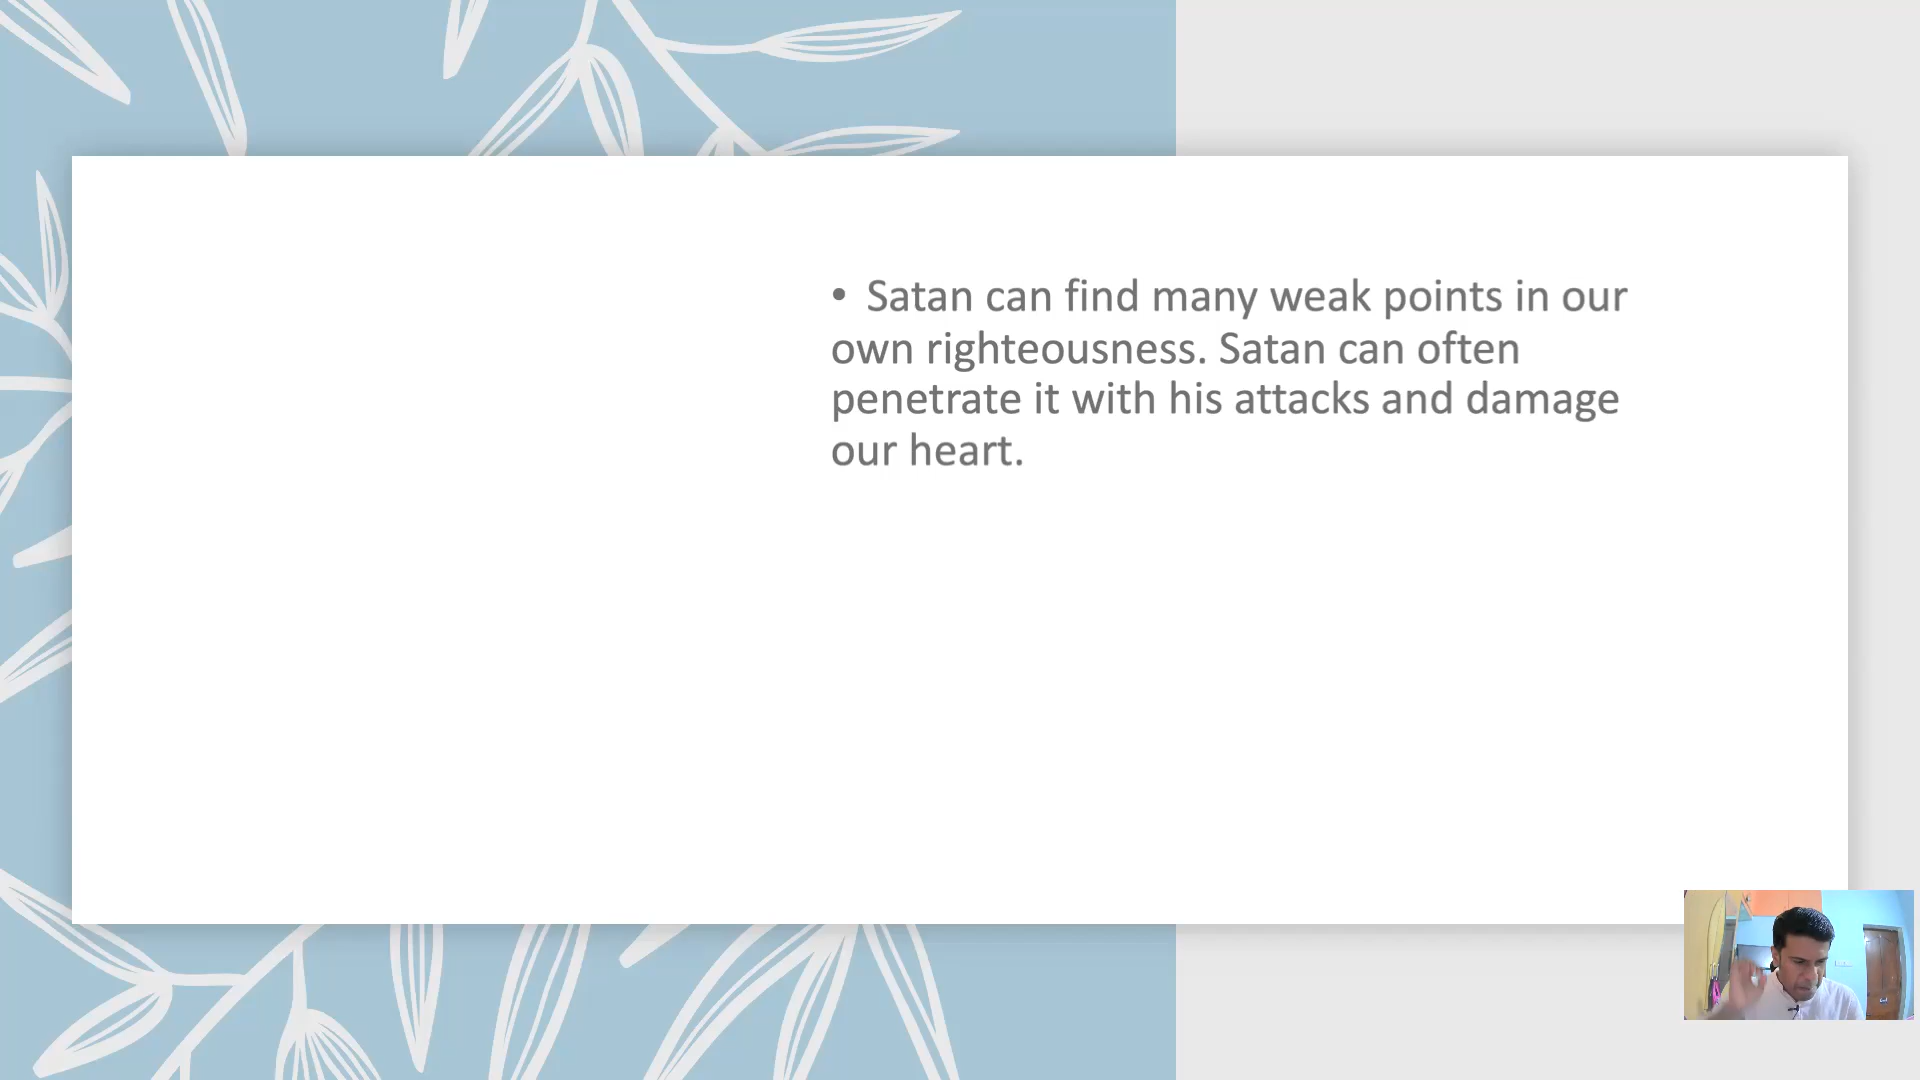 • Satan can find many weak points in our
own righteousness. Satan can often
penetrate it with his attacks and damage
our heart.